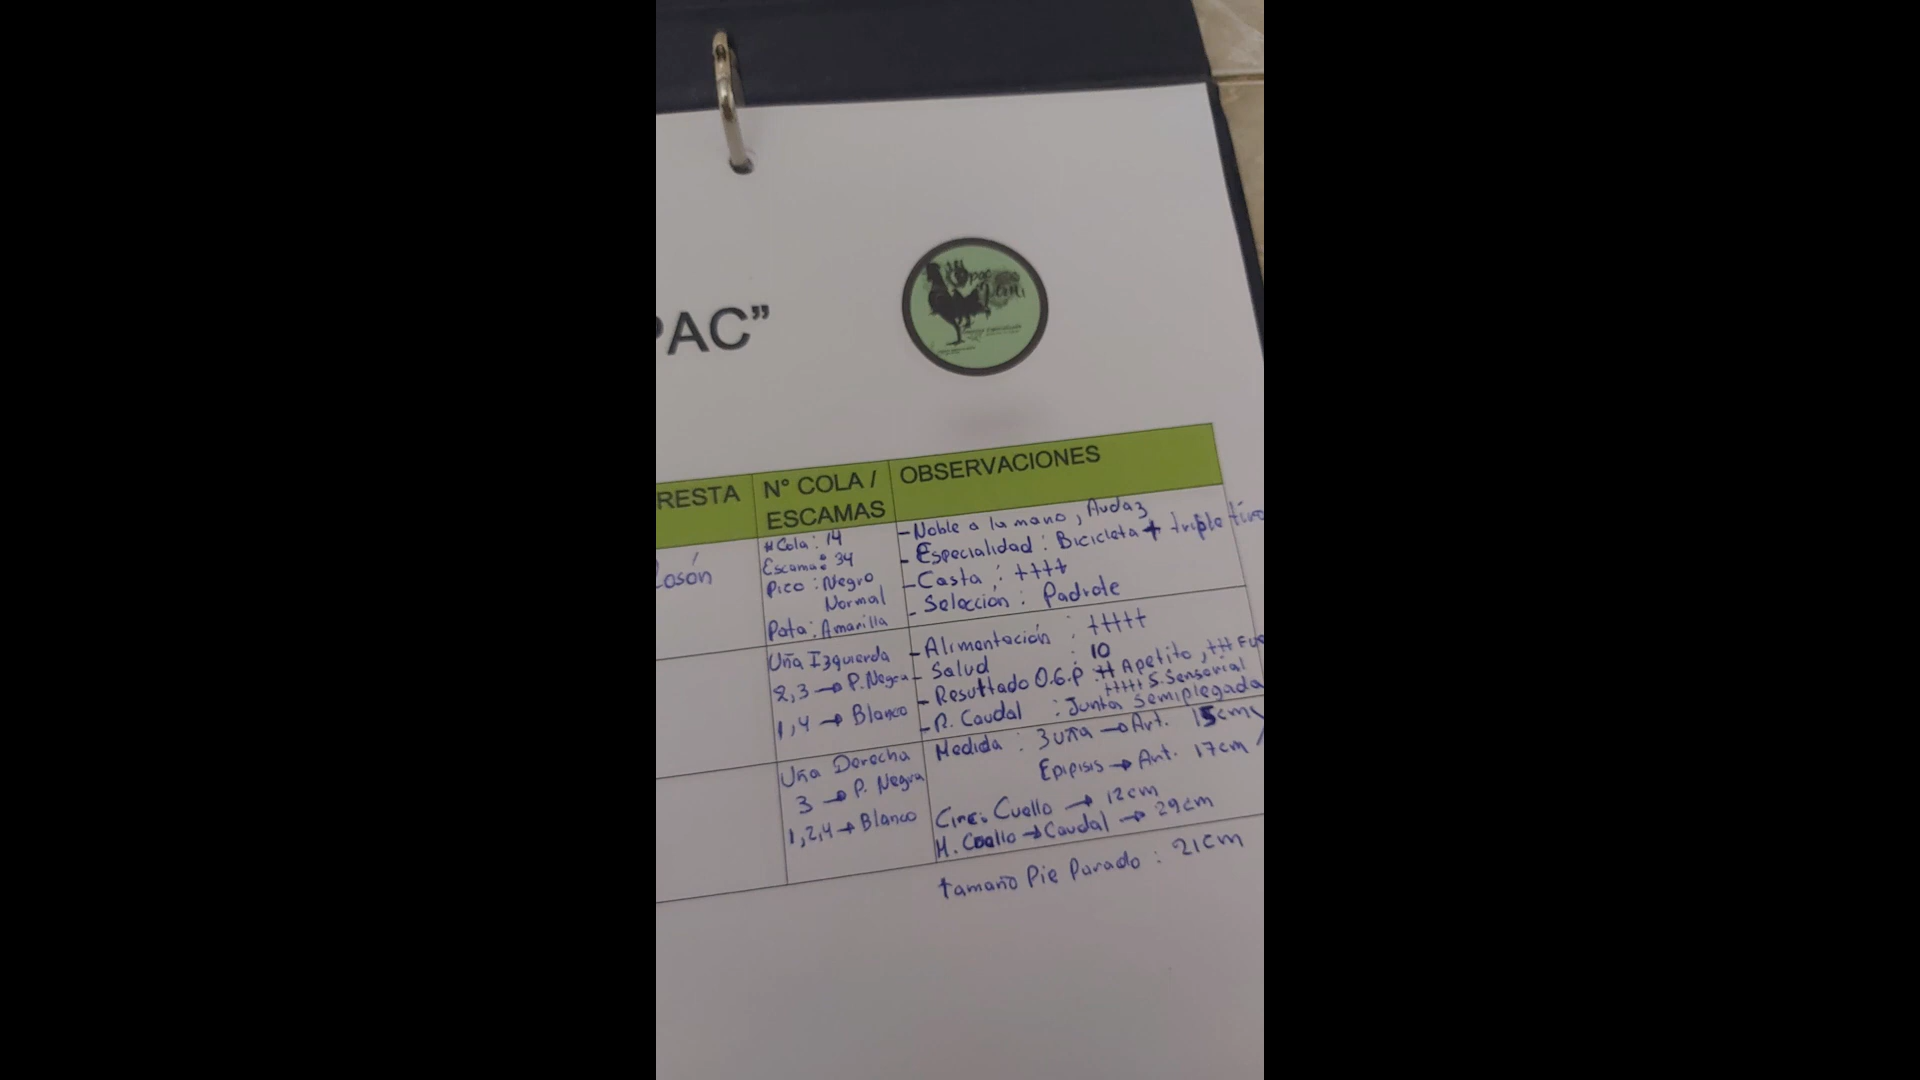 PAC”
RESTA
N° COLA /
ESCAMAS
OBSERVACIONES
Rosón
# Cola : 14
Escama : 34
Pico : Negro
Normal
Pata : Amarilla
- Noble a la mano , Audaz
- Especialidad : Bicicleta + triple tiro
- Casta : ++++
- Selección : Padrote
Uña Izquierda
2,3 → P. Negra
1,4 → Blanco
- Alimentación : +++++
- Salud : 10
- Resultado O.G.P : ++ Apetito , +++ Fue
+++++ S. Sensorial
- R. Caudal : Junta Semiplegada
Uña Derecha
3 → P. Negra
1,2,4 → Blanco
Medida : 3 uña → Art. 15cm
Epipisis → Ant. 17cm
Circ. Cuello → 12cm
M. Cuello → Caudal → 29cm
tamaño Pie Parado : 21cm